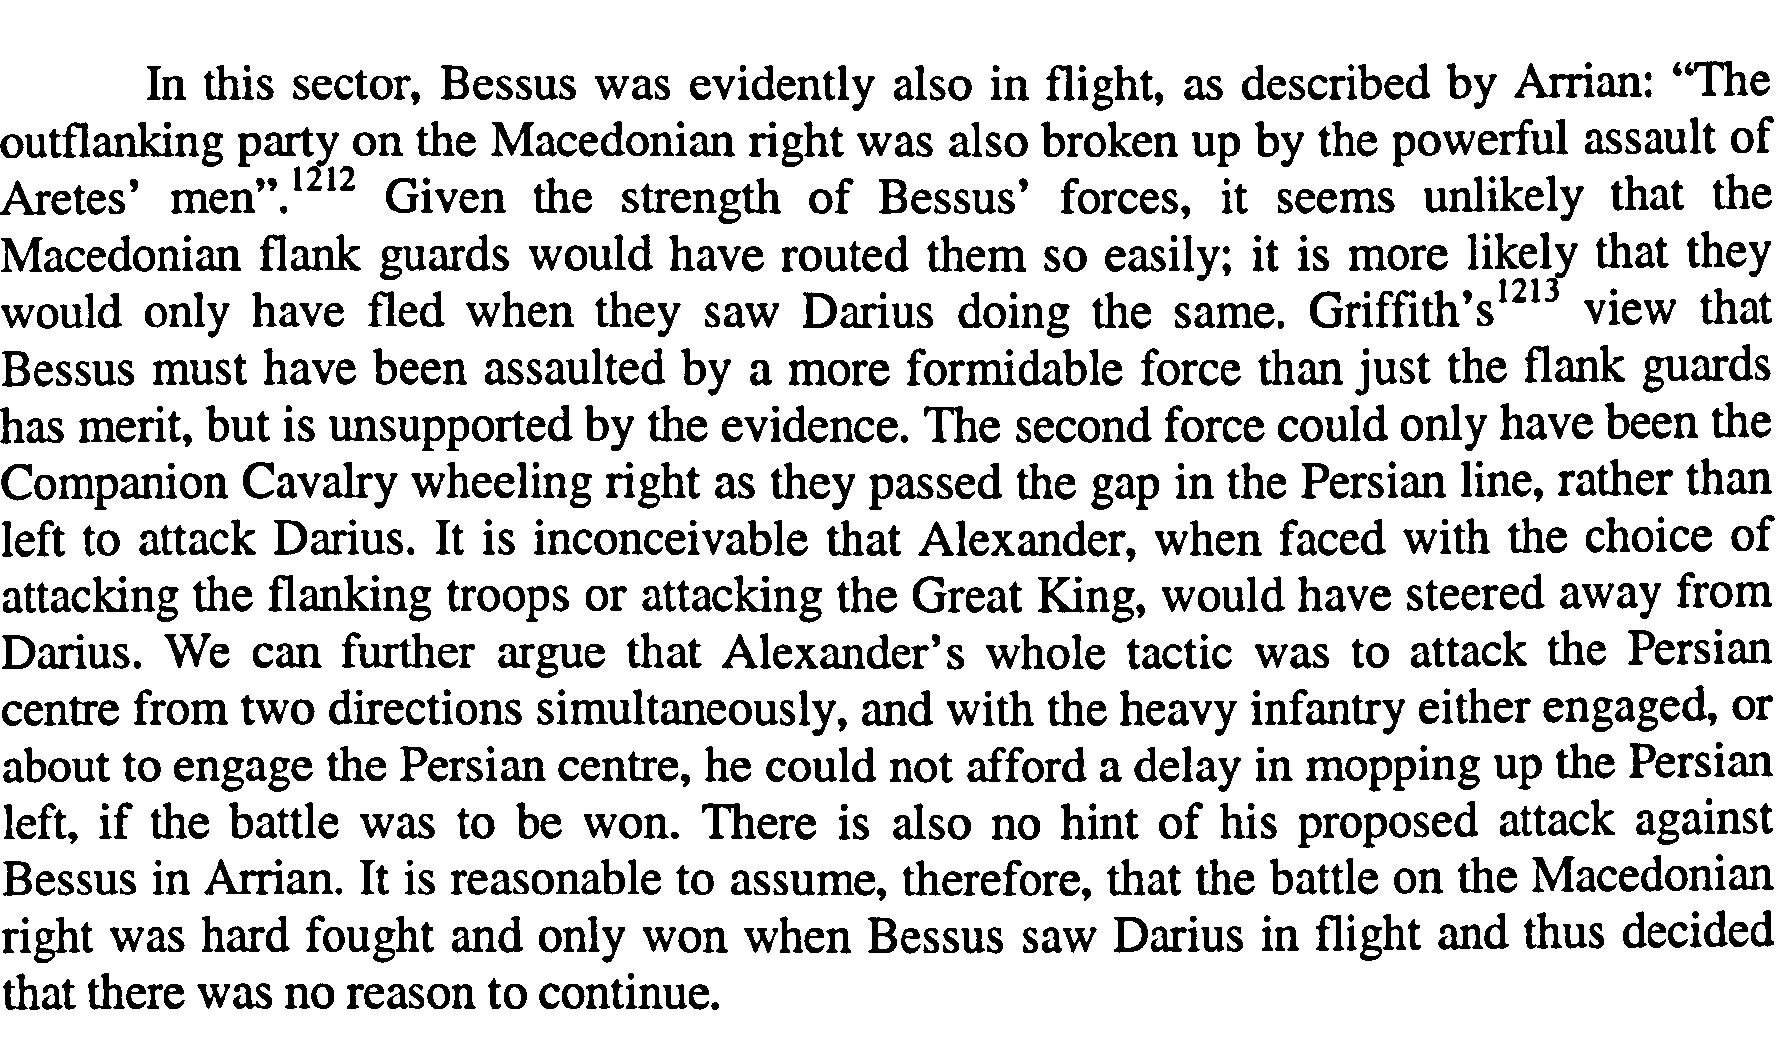 In this sector, Bessus was evidently also in flight, as described by Arrian: “The
outflanking party on the Macedonian right was also broken up by the powerful assault of
Aretes’ men”.1212 Given the strength of Bessus’ forces, it seems unlikely that the
Macedonian flank guards would have routed them so easily; it is more likely that they
would only have fled when they saw Darius doing the same. Griffith’s1213 view that
Bessus must have been assaulted by a more formidable force than just the flank guards
has merit, but is unsupported by the evidence. The second force could only have been the
Companion Cavalry wheeling right as they passed the gap in the Persian line, rather than
left to attack Darius. It is inconceivable that Alexander, when faced with the choice of
attacking the flanking troops or attacking the Great King, would have steered away from
Darius. We can further argue that Alexander’s whole tactic was to attack the Persian
centre from two directions simultaneously, and with the heavy infantry either engaged, or
about to engage the Persian centre, he could not afford a delay in mopping up the Persian
left, if the battle was to be won. There is also no hint of his proposed attack against
Bessus in Arrian. It is reasonable to assume, therefore, that the battle on the Macedonian
right was hard fought and only won when Bessus saw Darius in flight and thus decided
that there was no reason to continue.